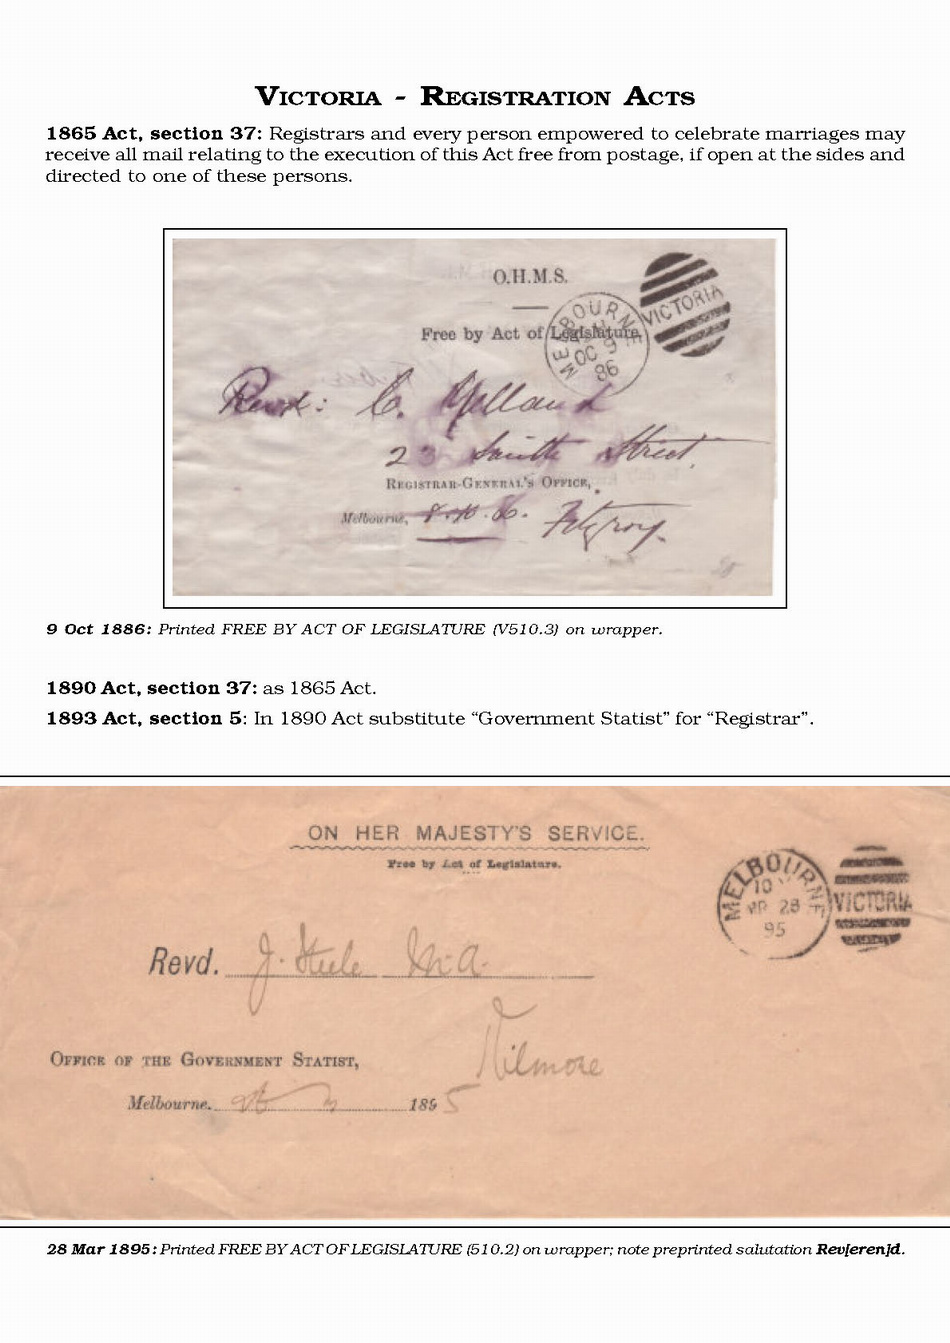 VICTORIA - REGISTRATION ACTS
1865 Act, section 37: Registrars and every person empowered to celebrate marriages may
receive all mail relating to the execution of this Act free from postage, if open at the sides and
directed to one of these persons.
O.H.M.S.
Free by Act of Legislature.
MELBOURNE
OC 9
86
VICTORIA
Revd: C.
23 Smith Street
REGISTRAR-GENERAL'S OFFICE,
Melbourne, 8.10.86. Fitzroy.
9 Oct 1886: Printed FREE BY ACT OF LEGISLATURE (V510.3) on wrapper.
1890 Act, section 37: as 1865 Act.
1893 Act, section 5: In 1890 Act substitute “Government Statist” for “Registrar”.
ON HER MAJESTY'S SERVICE.
Free by Act of Legislature.
MELBOURNE
10
MR 28
95
VICTORIA
Revd. J. Steele M.A.
Kilmore
OFFICE OF THE GOVERNMENT STATIST,
Melbourne. 1895
28 Mar 1895: Printed FREE BY ACT OF LEGISLATURE (510.2) on wrapper; note preprinted salutation Rev[eren]d.